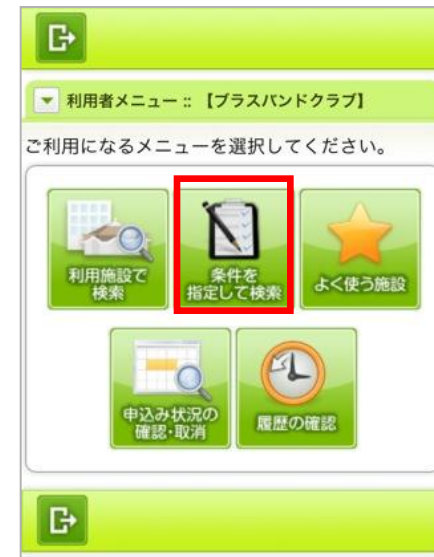 利用者メニュー :: 【ブラスバンドクラブ】
ご利用になるメニューを選択してください。
利用施設で
検索
条件を
指定して検索
よく使う施設
申込み状況の
確認・取消
履歴の確認